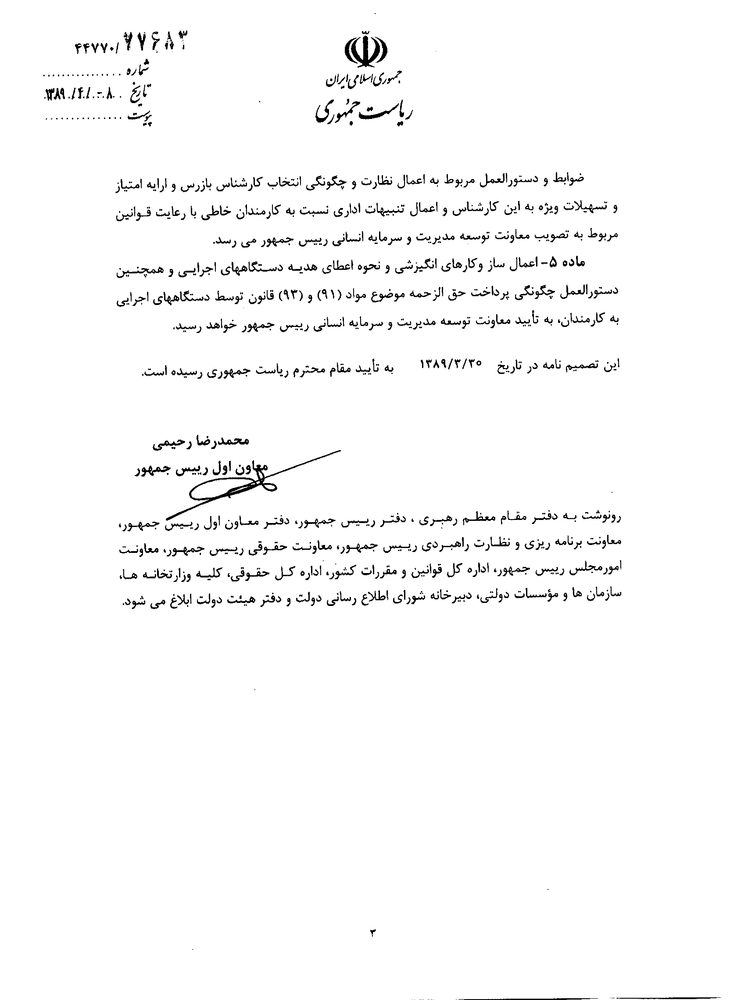 ۴۴۷۷۰/۷۷۶۸۳
شماره ................
تاریخ ۱۳۸۹/۴/-۸
پیوست ................
جمهوری اسلامی ایران
ریاست جمهوری
ضوابط و دستورالعمل مربوط به اعمال نظارت و چگونگی انتخاب کارشناس بازرس و ارایه امتیاز
و تسهیلات ویژه به این کارشناس و اعمال تنبیهات اداری نسبت به کارمندان خاطی با رعایت قوانین
مربوط به تصویب معاونت توسعه مدیریت و سرمایه انسانی رییس جمهور می رسد.
ماده ۵- اعمال ساز وکارهای انگیزشی و نحوه اعطای هدیه دستگاههای اجرایی و همچنین
دستورالعمل چگونگی پرداخت حق الزحمه موضوع مواد (۹۱) و (۹۳) قانون توسط دستگاههای اجرایی
به کارمندان، به تأیید معاونت توسعه مدیریت و سرمایه انسانی رییس جمهور خواهد رسید.
این تصمیم نامه در تاریخ ۱۳۸۹/۳/۳۰ به تأیید مقام محترم ریاست جمهوری رسیده است.
محمدرضا رحیمی
معاون اول رییس جمهور
رونوشت به دفتر مقام معظم رهبری ، دفتر رییس جمهور، دفتر معاون اول رییس جمهور،
معاونت برنامه ریزی و نظارت راهبردی رییس جمهور، معاونت حقوقی رییس جمهور، معاونت
امورمجلس رییس جمهور، اداره کل قوانین و مقررات کشور، اداره کل حقوقی، کلیه وزارتخانه ها،
سازمان ها و مؤسسات دولتی، دبیرخانه شورای اطلاع رسانی دولت و دفتر هیئت دولت ابلاغ می شود.
۳